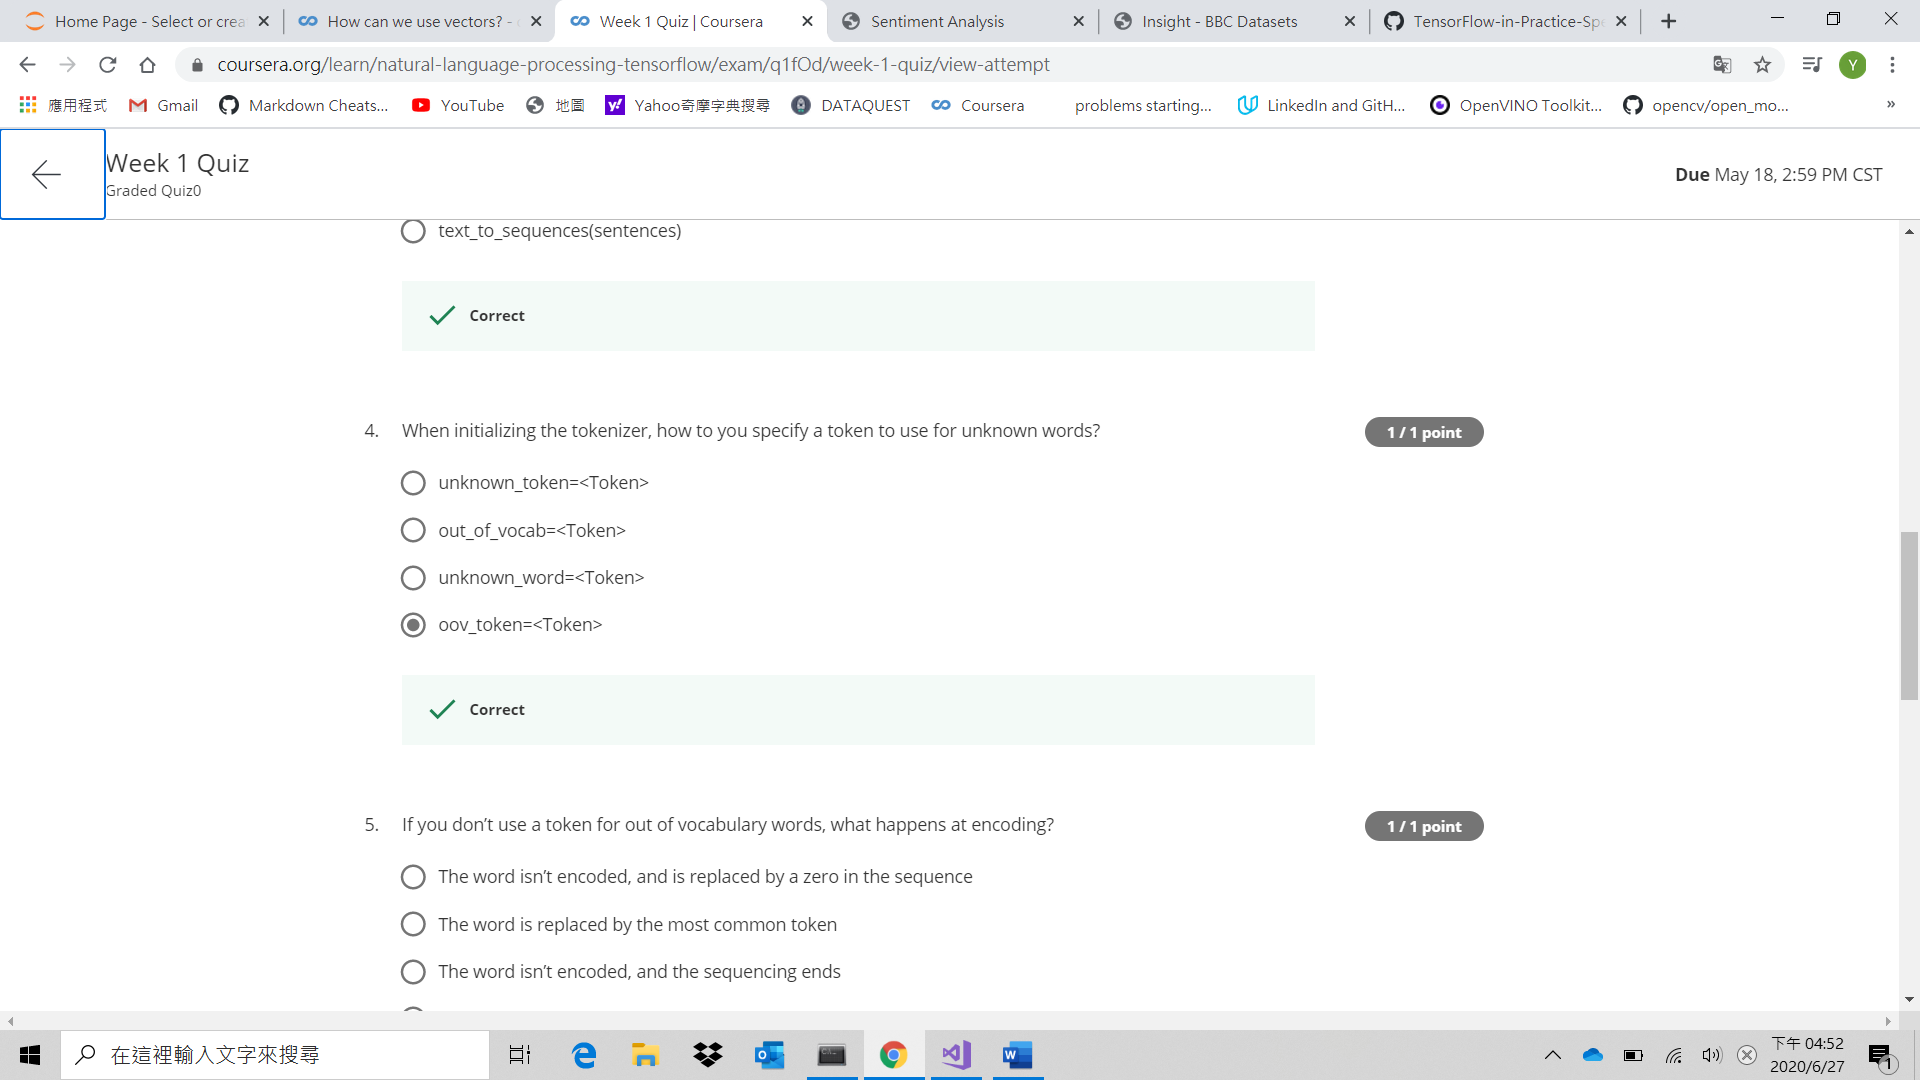 Home Page - Select or crea
How can we use vectors? -
Week 1 Quiz | Coursera
Sentiment Analysis
Insight - BBC Datasets
TensorFlow-in-Practice-Spe
coursera.org/learn/natural-language-processing-tensorflow/exam/q1fOd/week-1-quiz/view-attempt
Y
應用程式
Gmail
Markdown Cheats...
YouTube
地圖
Yahoo奇摩字典搜尋
DATAQUEST
Coursera
problems starting...
LinkedIn and GitH...
OpenVINO Toolkit...
opencv/open_mo...
»
Week 1 Quiz
Graded Quiz0
Due May 18, 2:59 PM CST
text_to_sequences(sentences)
Correct
4. When initializing the tokenizer, how to you specify a token to use for unknown words?
1 / 1 point
unknown_token=<Token>
out_of_vocab=<Token>
unknown_word=<Token>
oov_token=<Token>
Correct
5. If you don’t use a token for out of vocabulary words, what happens at encoding?
1 / 1 point
The word isn’t encoded, and is replaced by a zero in the sequence
The word is replaced by the most common token
The word isn’t encoded, and the sequencing ends
在這裡輸入文字來搜尋
下午 04:52
2020/6/27
1